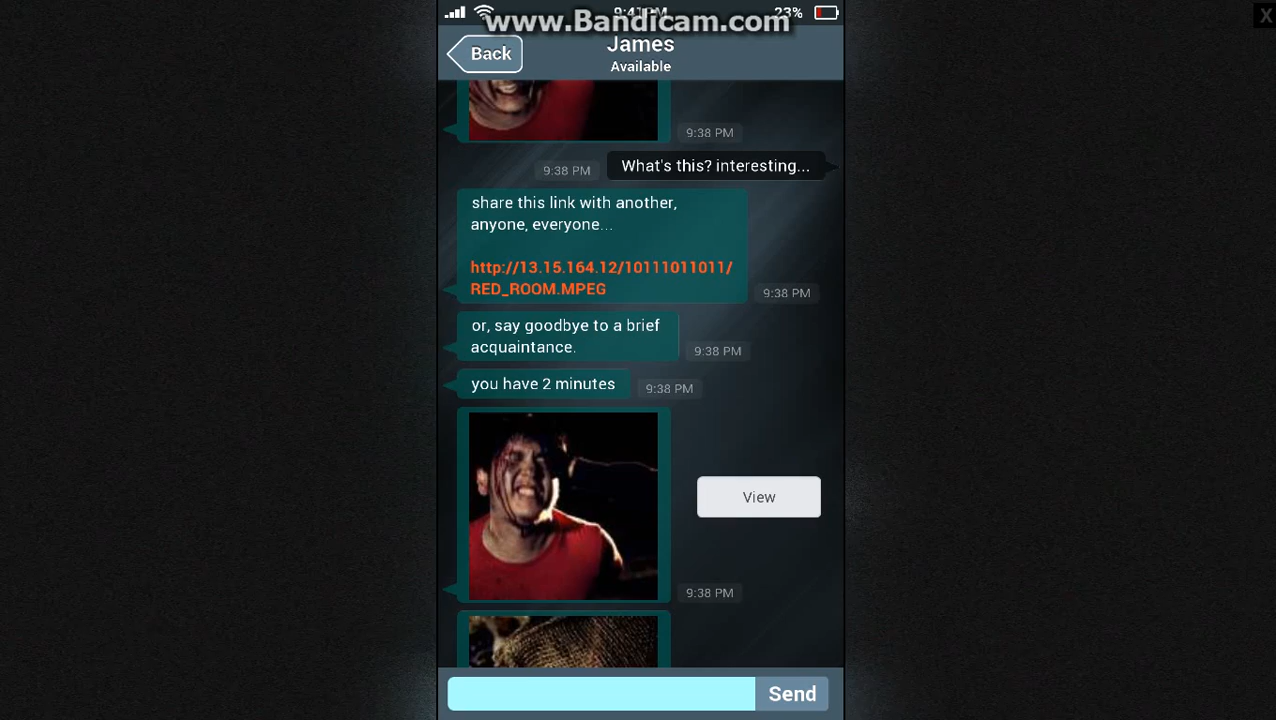 www.Bandicam.com
23%
Back
James
Available
9:38 PM
9:38 PM
What's this? interesting...
share this link with another,
anyone, everyone...
http://13.15.164.12/10111011011/
RED_ROOM.MPEG
9:38 PM
or, say goodbye to a brief
acquaintance.
9:38 PM
you have 2 minutes
9:38 PM
View
9:38 PM
Send
X